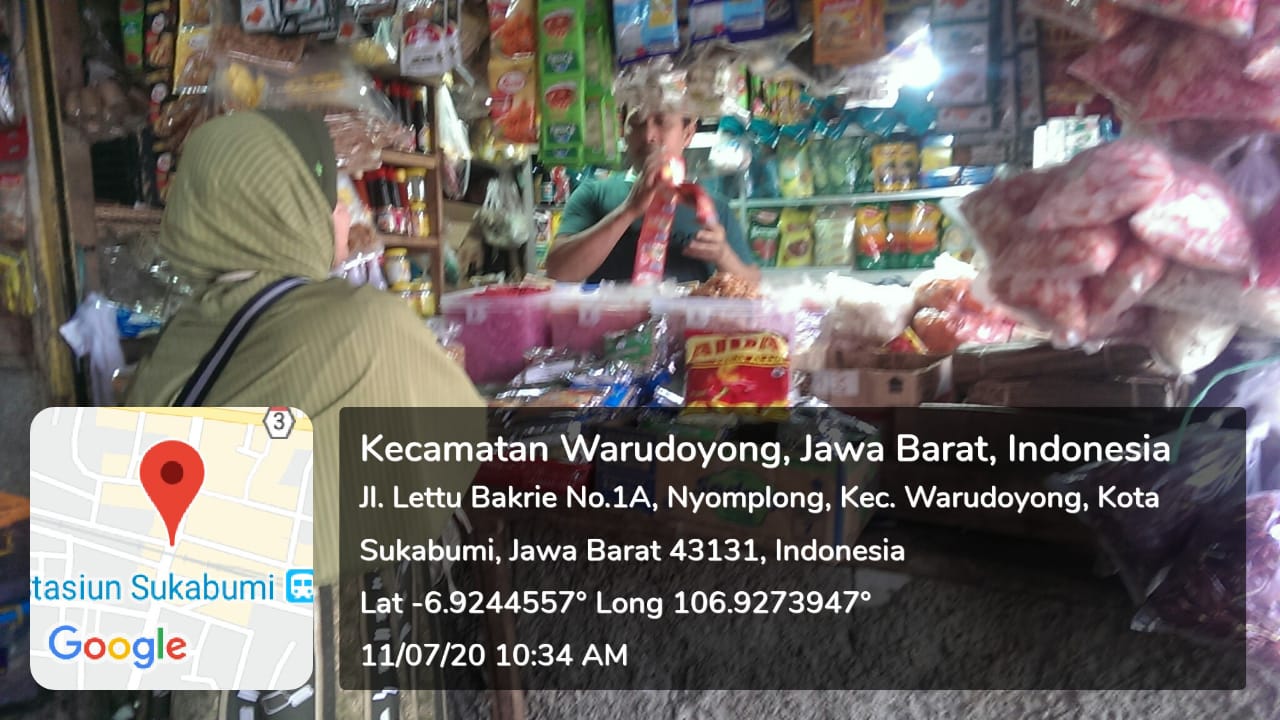 AIDA
3
Stasiun Sukabumi
Google
Kecamatan Warudoyong, Jawa Barat, Indonesia
Jl. Lettu Bakrie No.1A, Nyomplong, Kec. Warudoyong, Kota
Sukabumi, Jawa Barat 43131, Indonesia
Lat -6.9244557° Long 106.9273947°
11/07/20 10:34 AM